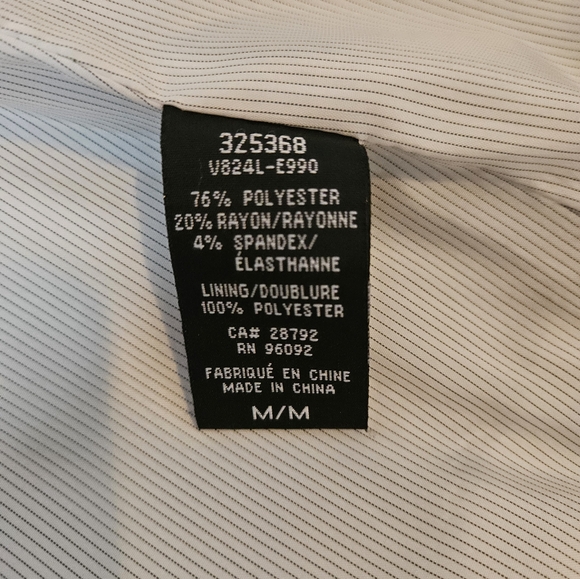 325368
V824L-E990
76% POLYESTER
20% RAYON/RAYONNE
4% SPANDEX/
ÉLASTHANNE
LINING/DOUBLURE
100% POLYESTER
CA# 28792
RN 96092
FABRIQUÉ EN CHINE
MADE IN CHINA
M/M